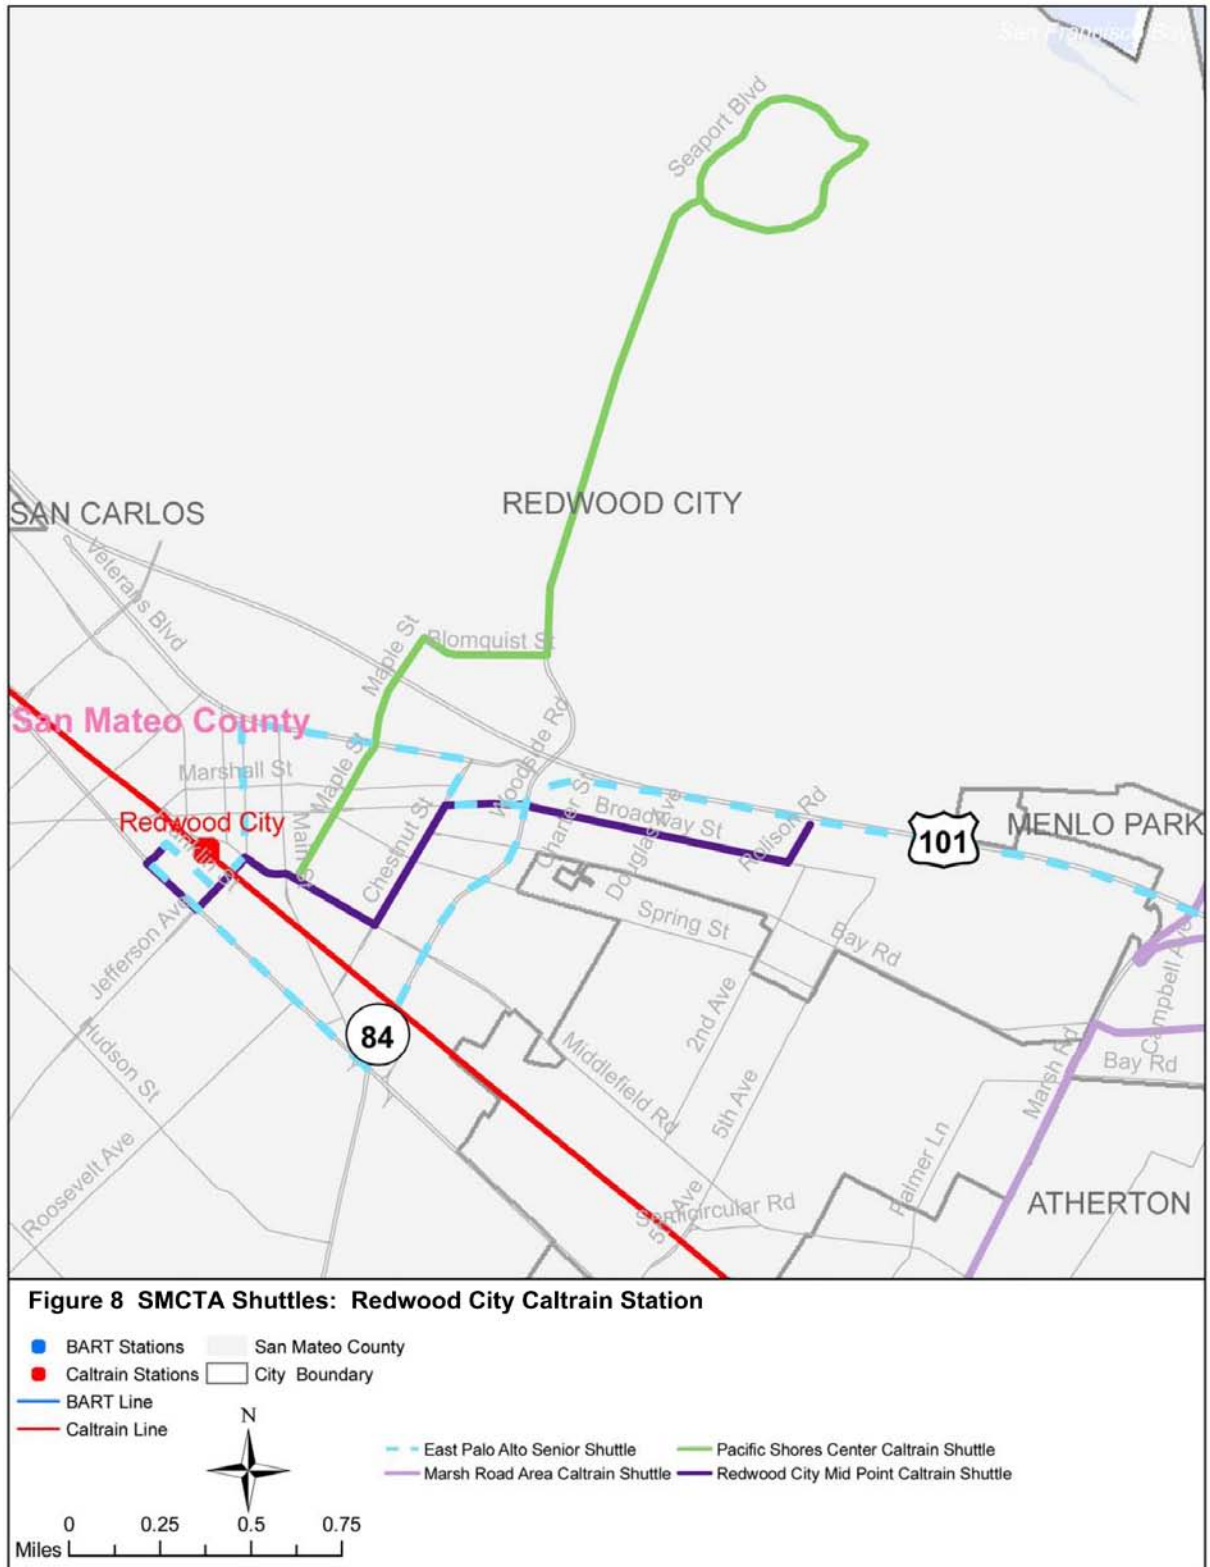 San Francisco Bay
Seaport Blvd
SAN CARLOS
REDWOOD CITY
Veterans Blvd
Maple St
Blomquist St
San Mateo County
Woodside Rd
Marshall St
Maple St
Redwood City
Main St
Chestnut St
Charter St
Broadway St
Douglas Ave
Rolison Rd
101
MENLO PARK
Jefferson Ave
Spring St
Bay Rd
Campbell Ave
84
2nd Ave
Hudson St
Middlefield Rd
5th Ave
Marsh Rd
Bay Rd
Roosevelt Ave
Palmer Ln
5th Ave
Semicircular Rd
ATHERTON
Figure 8 SMCTA Shuttles: Redwood City Caltrain Station
BART Stations
San Mateo County
Caltrain Stations
City Boundary
BART Line
Caltrain Line
N
East Palo Alto Senior Shuttle
Pacific Shores Center Caltrain Shuttle
Marsh Road Area Caltrain Shuttle
Redwood City Mid Point Caltrain Shuttle
0 0.25 0.5 0.75
Miles